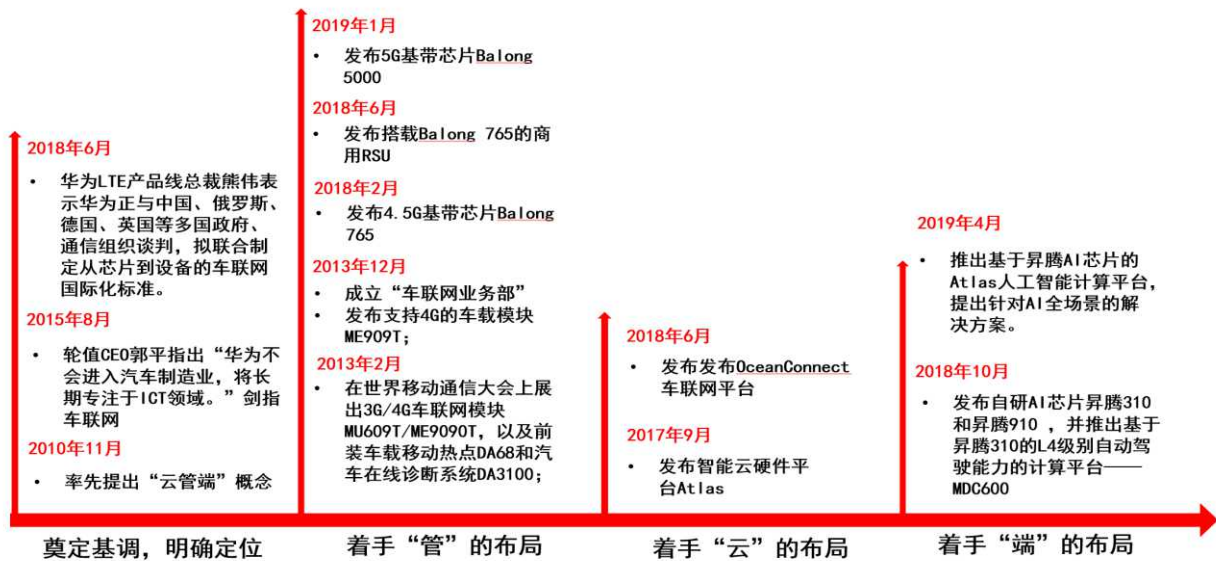 2018年6月
• 华为LTE产品线总裁熊伟表
示华为正与中国、俄罗斯、
德国、英国等多国政府、
通信组织谈判，拟联合制
定从芯片到设备的车联网
国际化标准。
2015年8月
• 轮值CEO郭平指出“华为不
会进入汽车制造业，将长
期专注于ICT领域。”剑指
车联网
2010年11月
• 率先提出“云管端”概念
奠定基调，明确定位
2019年1月
• 发布5G基带芯片Balong
5000
2018年6月
• 发布搭载Balong 765的商
用RSU
2018年2月
• 发布4.5G基带芯片Balong
765
2013年12月
• 成立“车联网业务部”
• 发布支持4G的车载模块
ME909T；
2013年2月
• 在世界移动通信大会上展
出3G/4G车联网模块
MU609T/ME9090T，以及前
装车载移动热点DA68和汽
车在线诊断系统DA3100；
着手“管”的布局
2018年6月
• 发布发布OceanConnect
车联网平台
2017年9月
• 发布智能云硬件平
台Atlas
着手“云”的布局
2019年4月
• 推出基于昇腾AI芯片的
Atlas人工智能计算平台，
提出针对AI全场景的解
决方案。
2018年10月
• 发布自研AI芯片昇腾310
和昇腾910 ，并推出基于
昇腾310的L4级别自动驾
驶能力的计算平台——
MDC600
着手“端”的布局